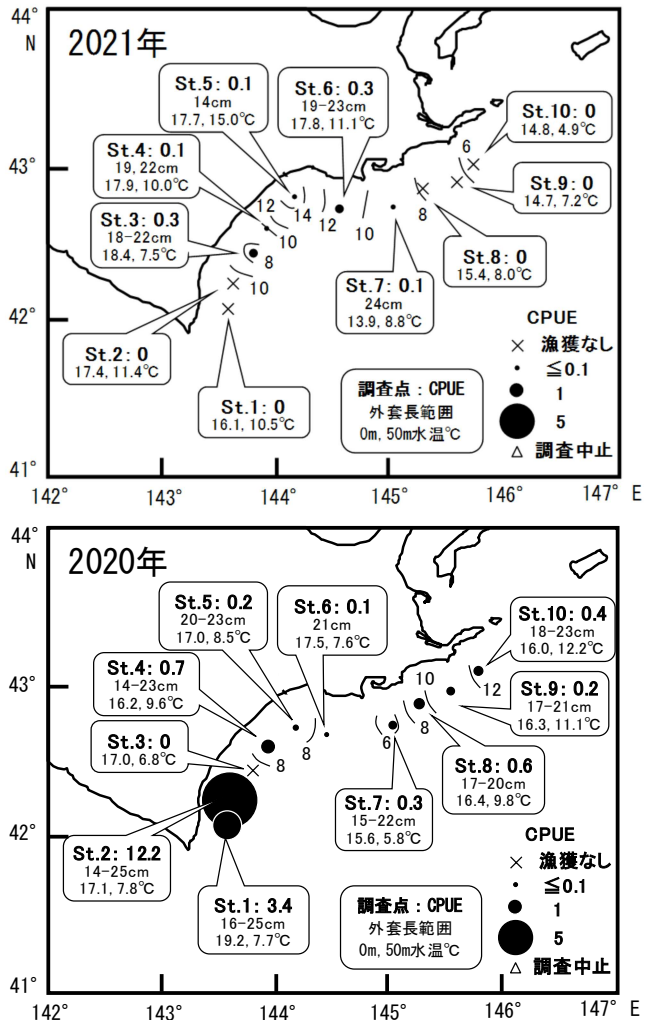 44°
N
2021年
St.5: 0.1
14cm
17.7, 15.0℃
St.6: 0.3
19-23cm
17.8, 11.1℃
St.10: 0
14.8, 4.9℃
St.4: 0.1
19, 22cm
17.9, 10.0℃
43°
6
St.9: 0
14.7, 7.2℃
St.3: 0.3
18-22cm
18.4, 7.5℃
12
14
12
10
10
8
8
10
St.8: 0
15.4, 8.0℃
St.7: 0.1
24cm
13.9, 8.8℃
42°
St.2: 0
17.4, 11.4℃
St.1: 0
16.1, 10.5℃
調査点：CPUE
外套長範囲
0m, 50m水温℃
CPUE
漁獲なし
≦0.1
1
5
調査中止
41°
142°
143°
144°
145°
146°
147°
E
44°
N
2020年
St.5: 0.2
20-23cm
17.0, 8.5℃
St.6: 0.1
21cm
17.5, 7.6℃
St.10: 0.4
18-23cm
16.0, 12.2℃
St.4: 0.7
14-23cm
16.2, 9.6℃
43°
10
12
St.9: 0.2
17-21cm
16.3, 11.1℃
St.3: 0
17.0, 6.8℃
8
8
6
8
St.8: 0.6
17-20cm
16.4, 9.8℃
St.7: 0.3
15-22cm
15.6, 5.8℃
42°
St.2: 12.2
14-25cm
17.1, 7.8℃
St.1: 3.4
16-25cm
19.2, 7.7℃
調査点：CPUE
外套長範囲
0m, 50m水温℃
CPUE
漁獲なし
≦0.1
1
5
調査中止
41°
142°
143°
144°
145°
146°
147°
E